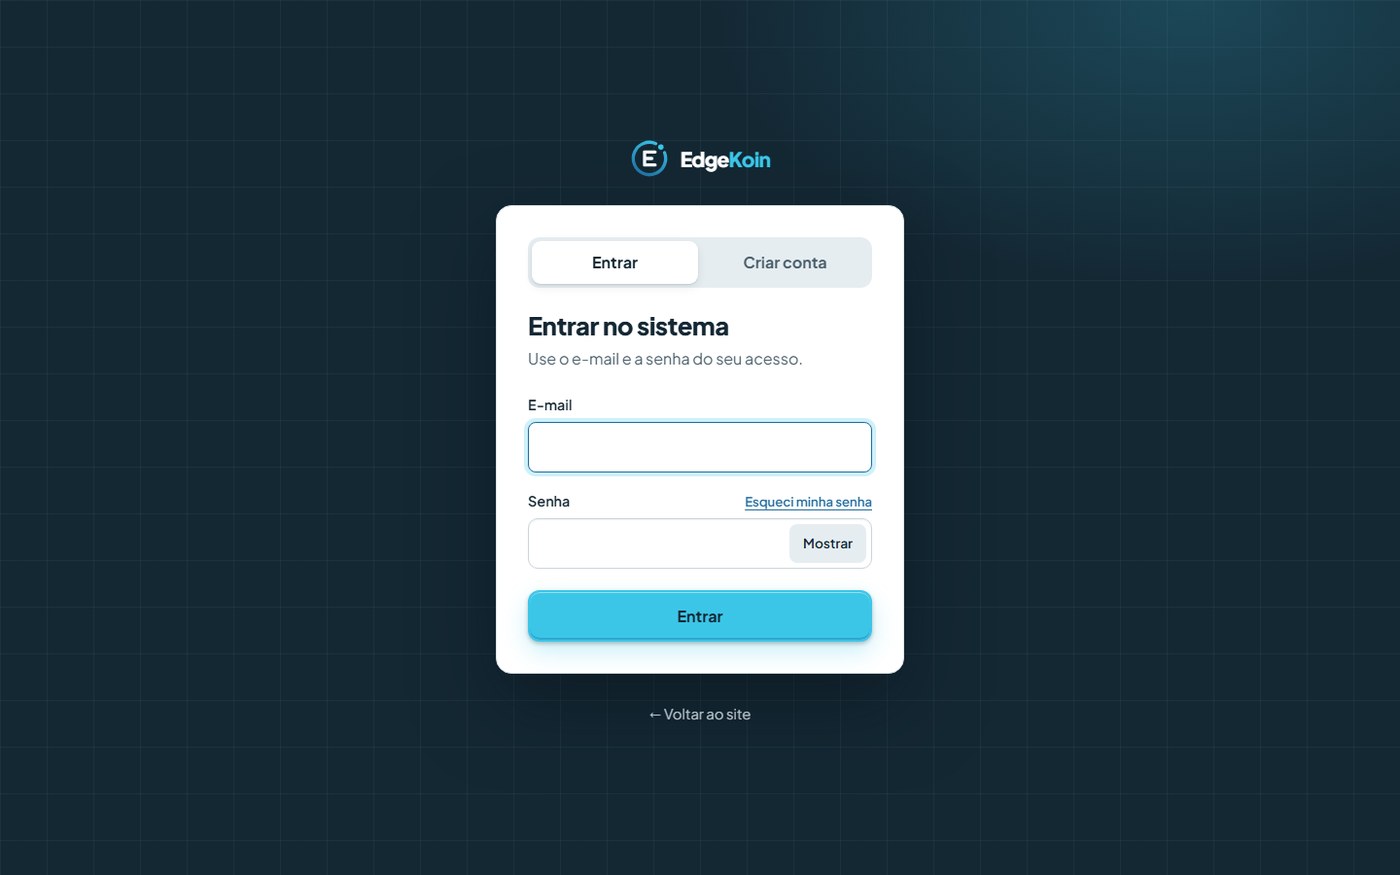 E EdgeKoin
Entrar Criar conta
Entrar no sistema
Use o e-mail e a senha do seu acesso.
E-mail
Senha Esqueci minha senha
Mostrar
Entrar
← Voltar ao site